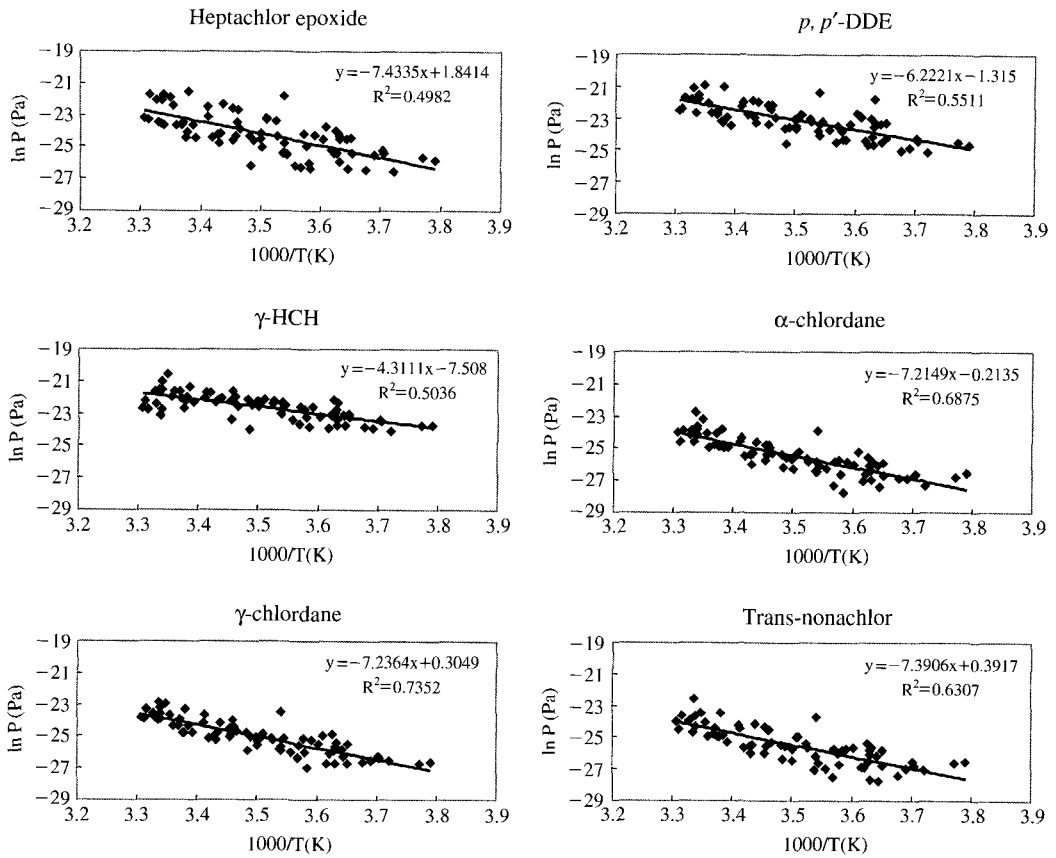 Heptachlor epoxide
y=−7.4335x+1.8414
R²=0.4982
ln P (Pa)
−19
−21
−23
−25
−27
−29
3.2 3.3 3.4 3.5 3.6 3.7 3.8 3.9
1000/T(K)
p, p′-DDE
y=−6.2221x−1.315
R²=0.5511
ln P (Pa)
−19
−21
−23
−25
−27
−29
3.2 3.3 3.4 3.5 3.6 3.7 3.8 3.9
1000/T(K)
γ-HCH
y=−4.3111x−7.508
R²=0.5036
ln P (Pa)
−19
−21
−23
−25
−27
−29
3.2 3.3 3.4 3.5 3.6 3.7 3.8 3.9
1000/T(K)
α-chlordane
y=−7.2149x−0.2135
R²=0.6875
ln P (Pa)
−19
−21
−23
−25
−27
−29
3.2 3.3 3.4 3.5 3.6 3.7 3.8 3.9
1000/T(K)
γ-chlordane
y=−7.2364x+0.3049
R²=0.7352
ln P (Pa)
−19
−21
−23
−25
−27
−29
3.2 3.3 3.4 3.5 3.6 3.7 3.8 3.9
1000/T(K)
Trans-nonachlor
y=−7.3906x+0.3917
R²=0.6307
ln P (Pa)
−19
−21
−23
−25
−27
−29
3.2 3.3 3.4 3.5 3.6 3.7 3.8 3.9
1000/T(K)